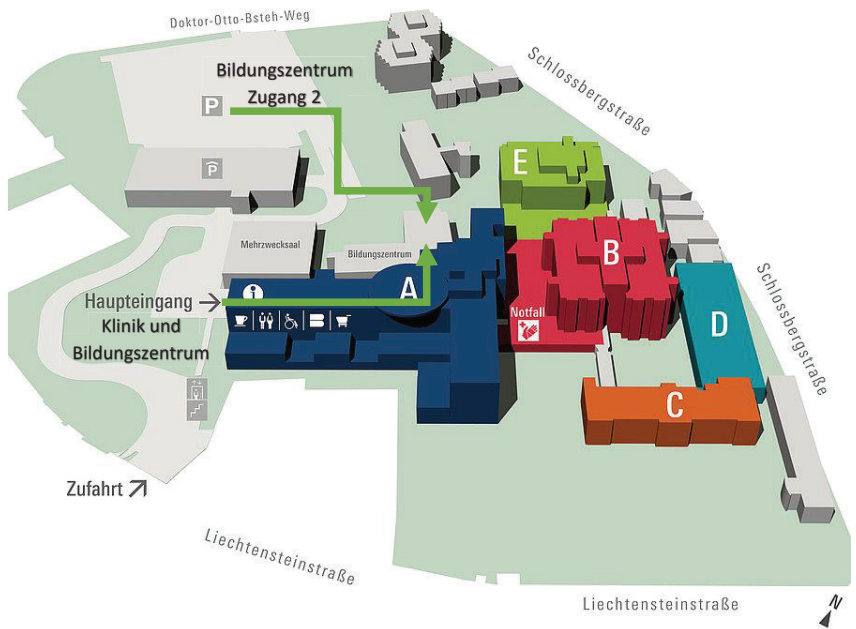 Doktor-Otto-Bsteh-Weg
Bildungszentrum
Zugang 2
P
P
Schlossbergstraße
E
Mehrzwecksaal
Bildungszentrum
B
A
i
Haupteingang
Klinik und
Bildungszentrum
Notfall
D
Schlossbergstraße
C
Zufahrt
Liechtensteinstraße
Liechtensteinstraße
N